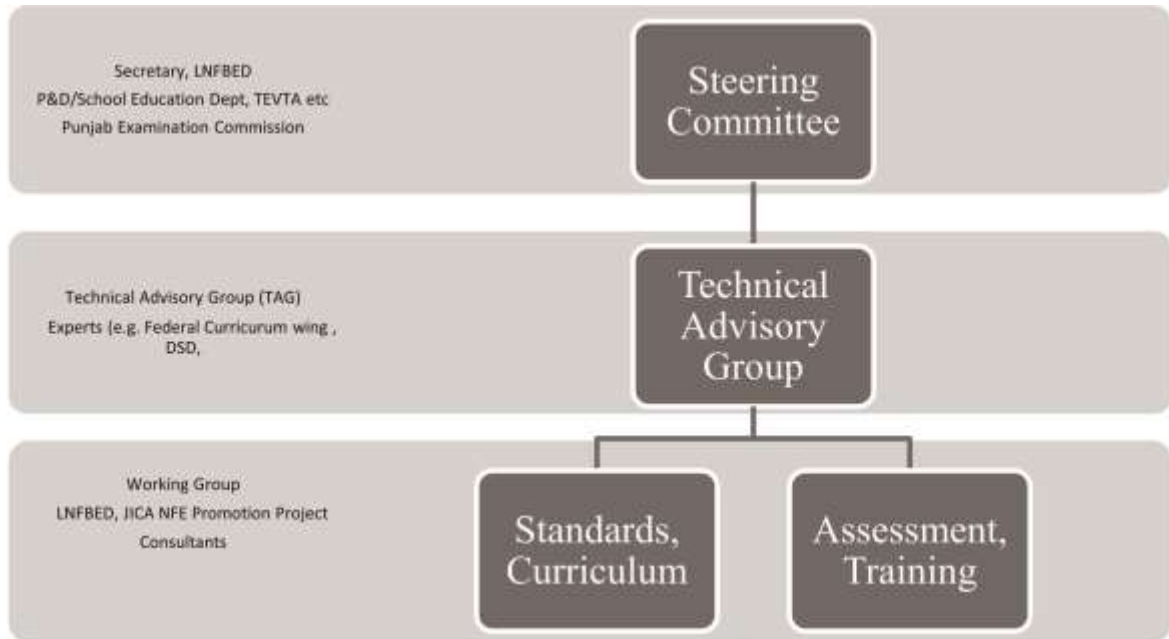 Secretary, LNFBED
P&D/School Education Dept, TEVTA etc
Punjab Examination Commission
Steering
Committee
Technical Advisory Group (TAG)
Experts (e.g. Federal Curricurum wing ,
DSD,
Technical
Advisory
Group
Working Group
LNFBED, JICA NFE Promotion Project
Consultants
Standards,
Curriculum
Assessment,
Training